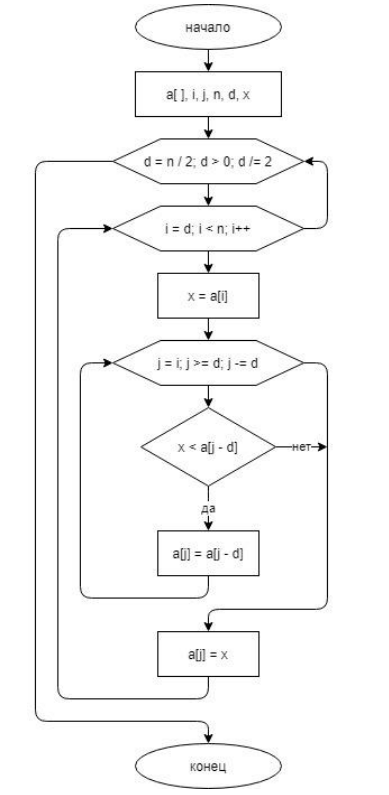 начало
a[ ], i, j, n, d, x
d = n / 2; d > 0; d /= 2
i = d; i < n; i++
x = a[i]
j = i; j >= d; j -= d
x < a[j - d]
нет
да
a[j] = a[j - d]
a[j] = x
конец